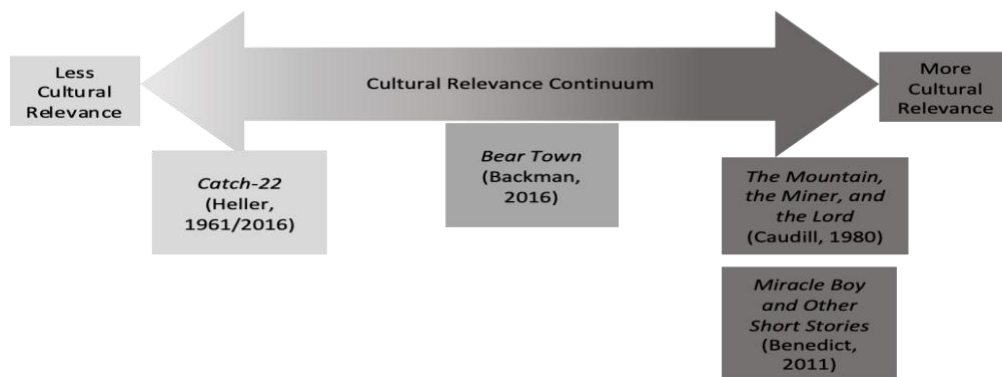 Less
Cultural
Relevance
Cultural Relevance Continuum
More
Cultural
Relevance
Catch-22
(Heller,
1961/2016)
Bear Town
(Backman,
2016)
The Mountain,
the Miner, and
the Lord
(Caudill, 1980)
Miracle Boy
and Other
Short Stories
(Benedict,
2011)